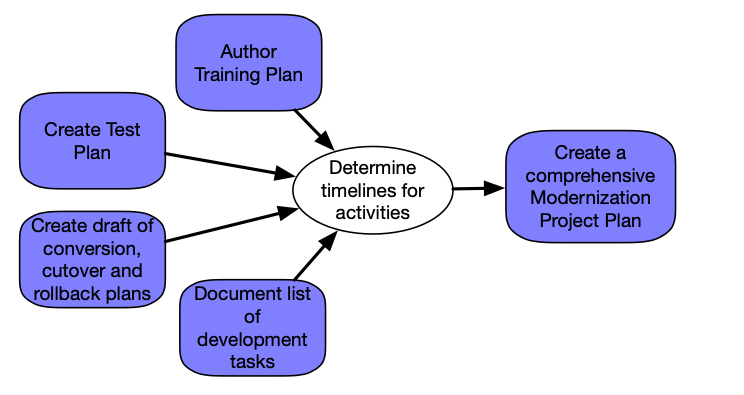 Author
Training Plan
Create Test
Plan
Determine
timelines for
activities
Create a
comprehensive
Modernization
Project Plan
Create draft of
conversion,
cutover and
rollback plans
Document list
of
development
tasks